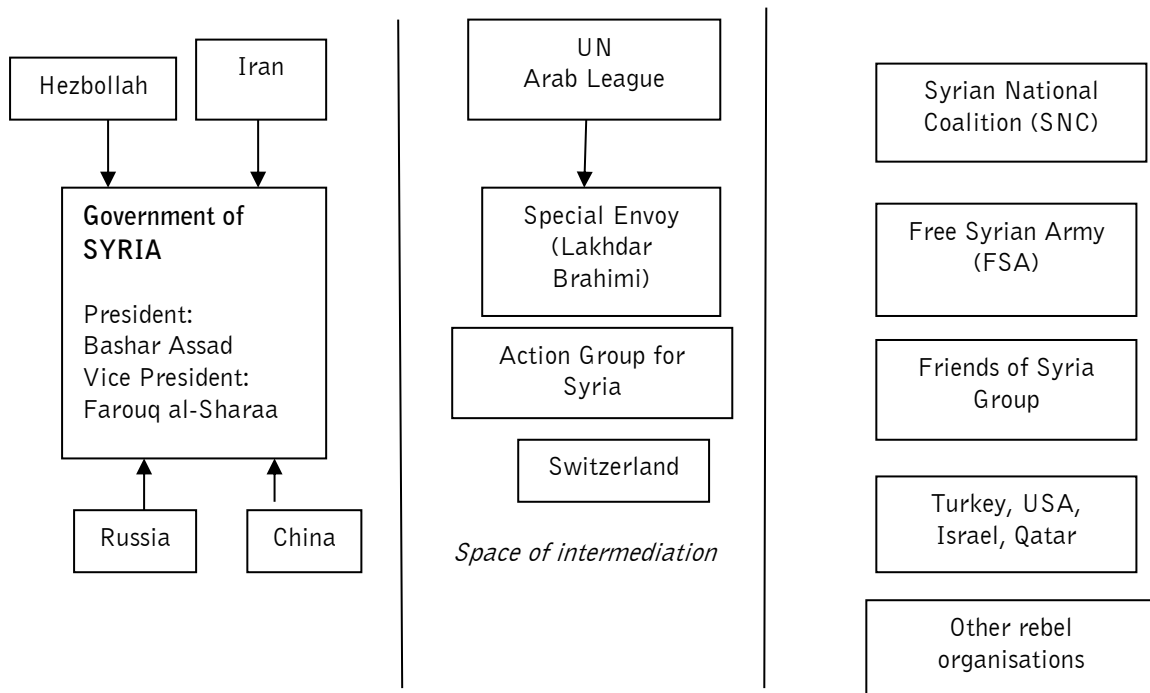 Hezbollah
Iran
Government of
SYRIA
President:
Bashar Assad
Vice President:
Farouq al-Sharaa
Russia
China
UN
Arab League
Special Envoy
(Lakhdar
Brahimi)
Action Group for
Syria
Switzerland
Space of intermediation
Syrian National
Coalition (SNC)
Free Syrian Army
(FSA)
Friends of Syria
Group
Turkey, USA,
Israel, Qatar
Other rebel
organisations